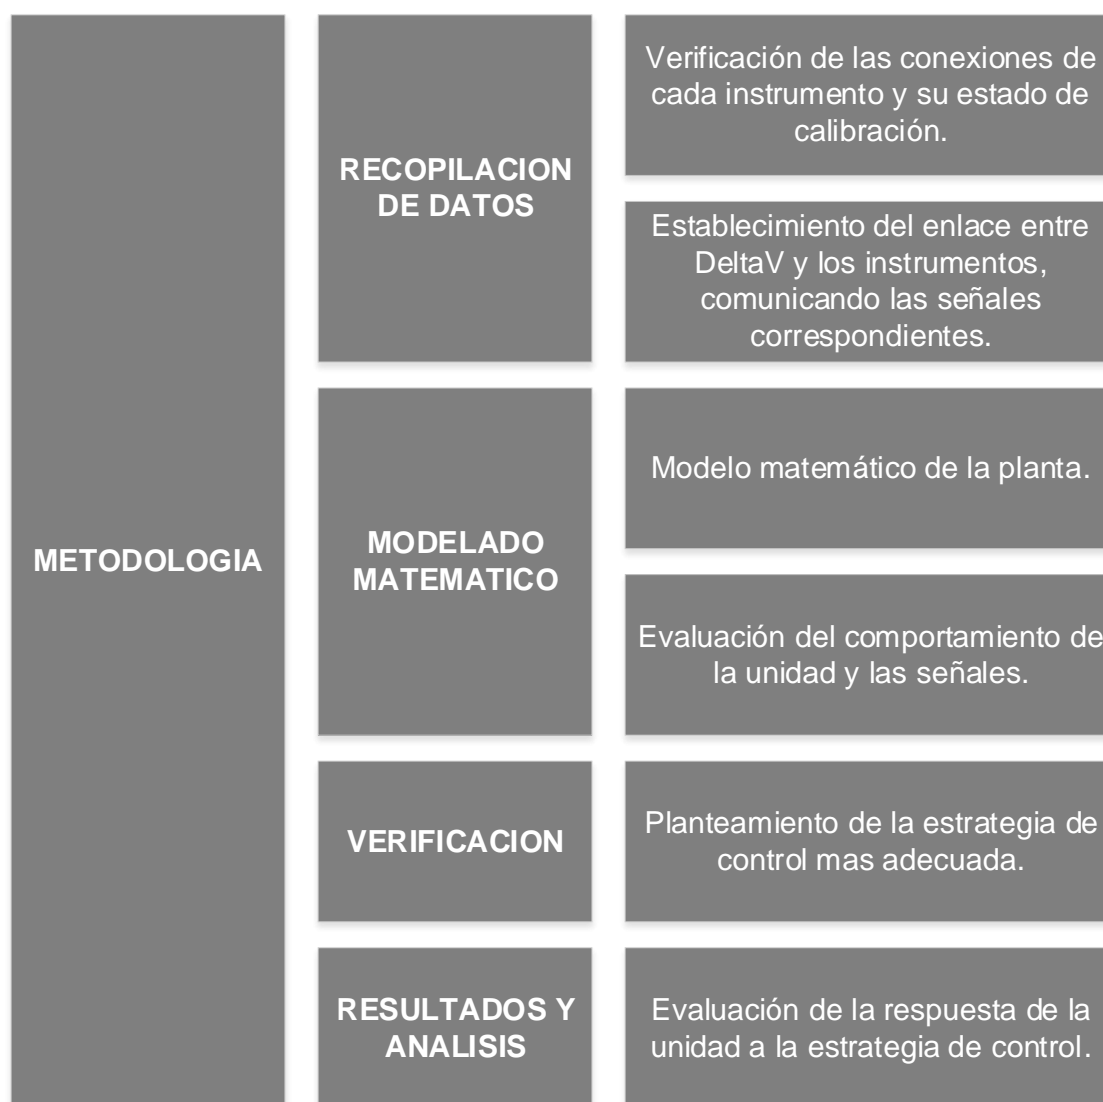 METODOLOGIA
RECOPILACION
DE DATOS
Verificación de las conexiones de
cada instrumento y su estado de
calibración.
Establecimiento del enlace entre
DeltaV y los instrumentos,
comunicando las señales
correspondientes.
MODELADO
MATEMATICO
Modelo matemático de la planta.
Evaluación del comportamiento de
la unidad y las señales.
VERIFICACION
Planteamiento de la estrategia de
control mas adecuada.
RESULTADOS Y
ANALISIS
Evaluación de la respuesta de la
unidad a la estrategia de control.